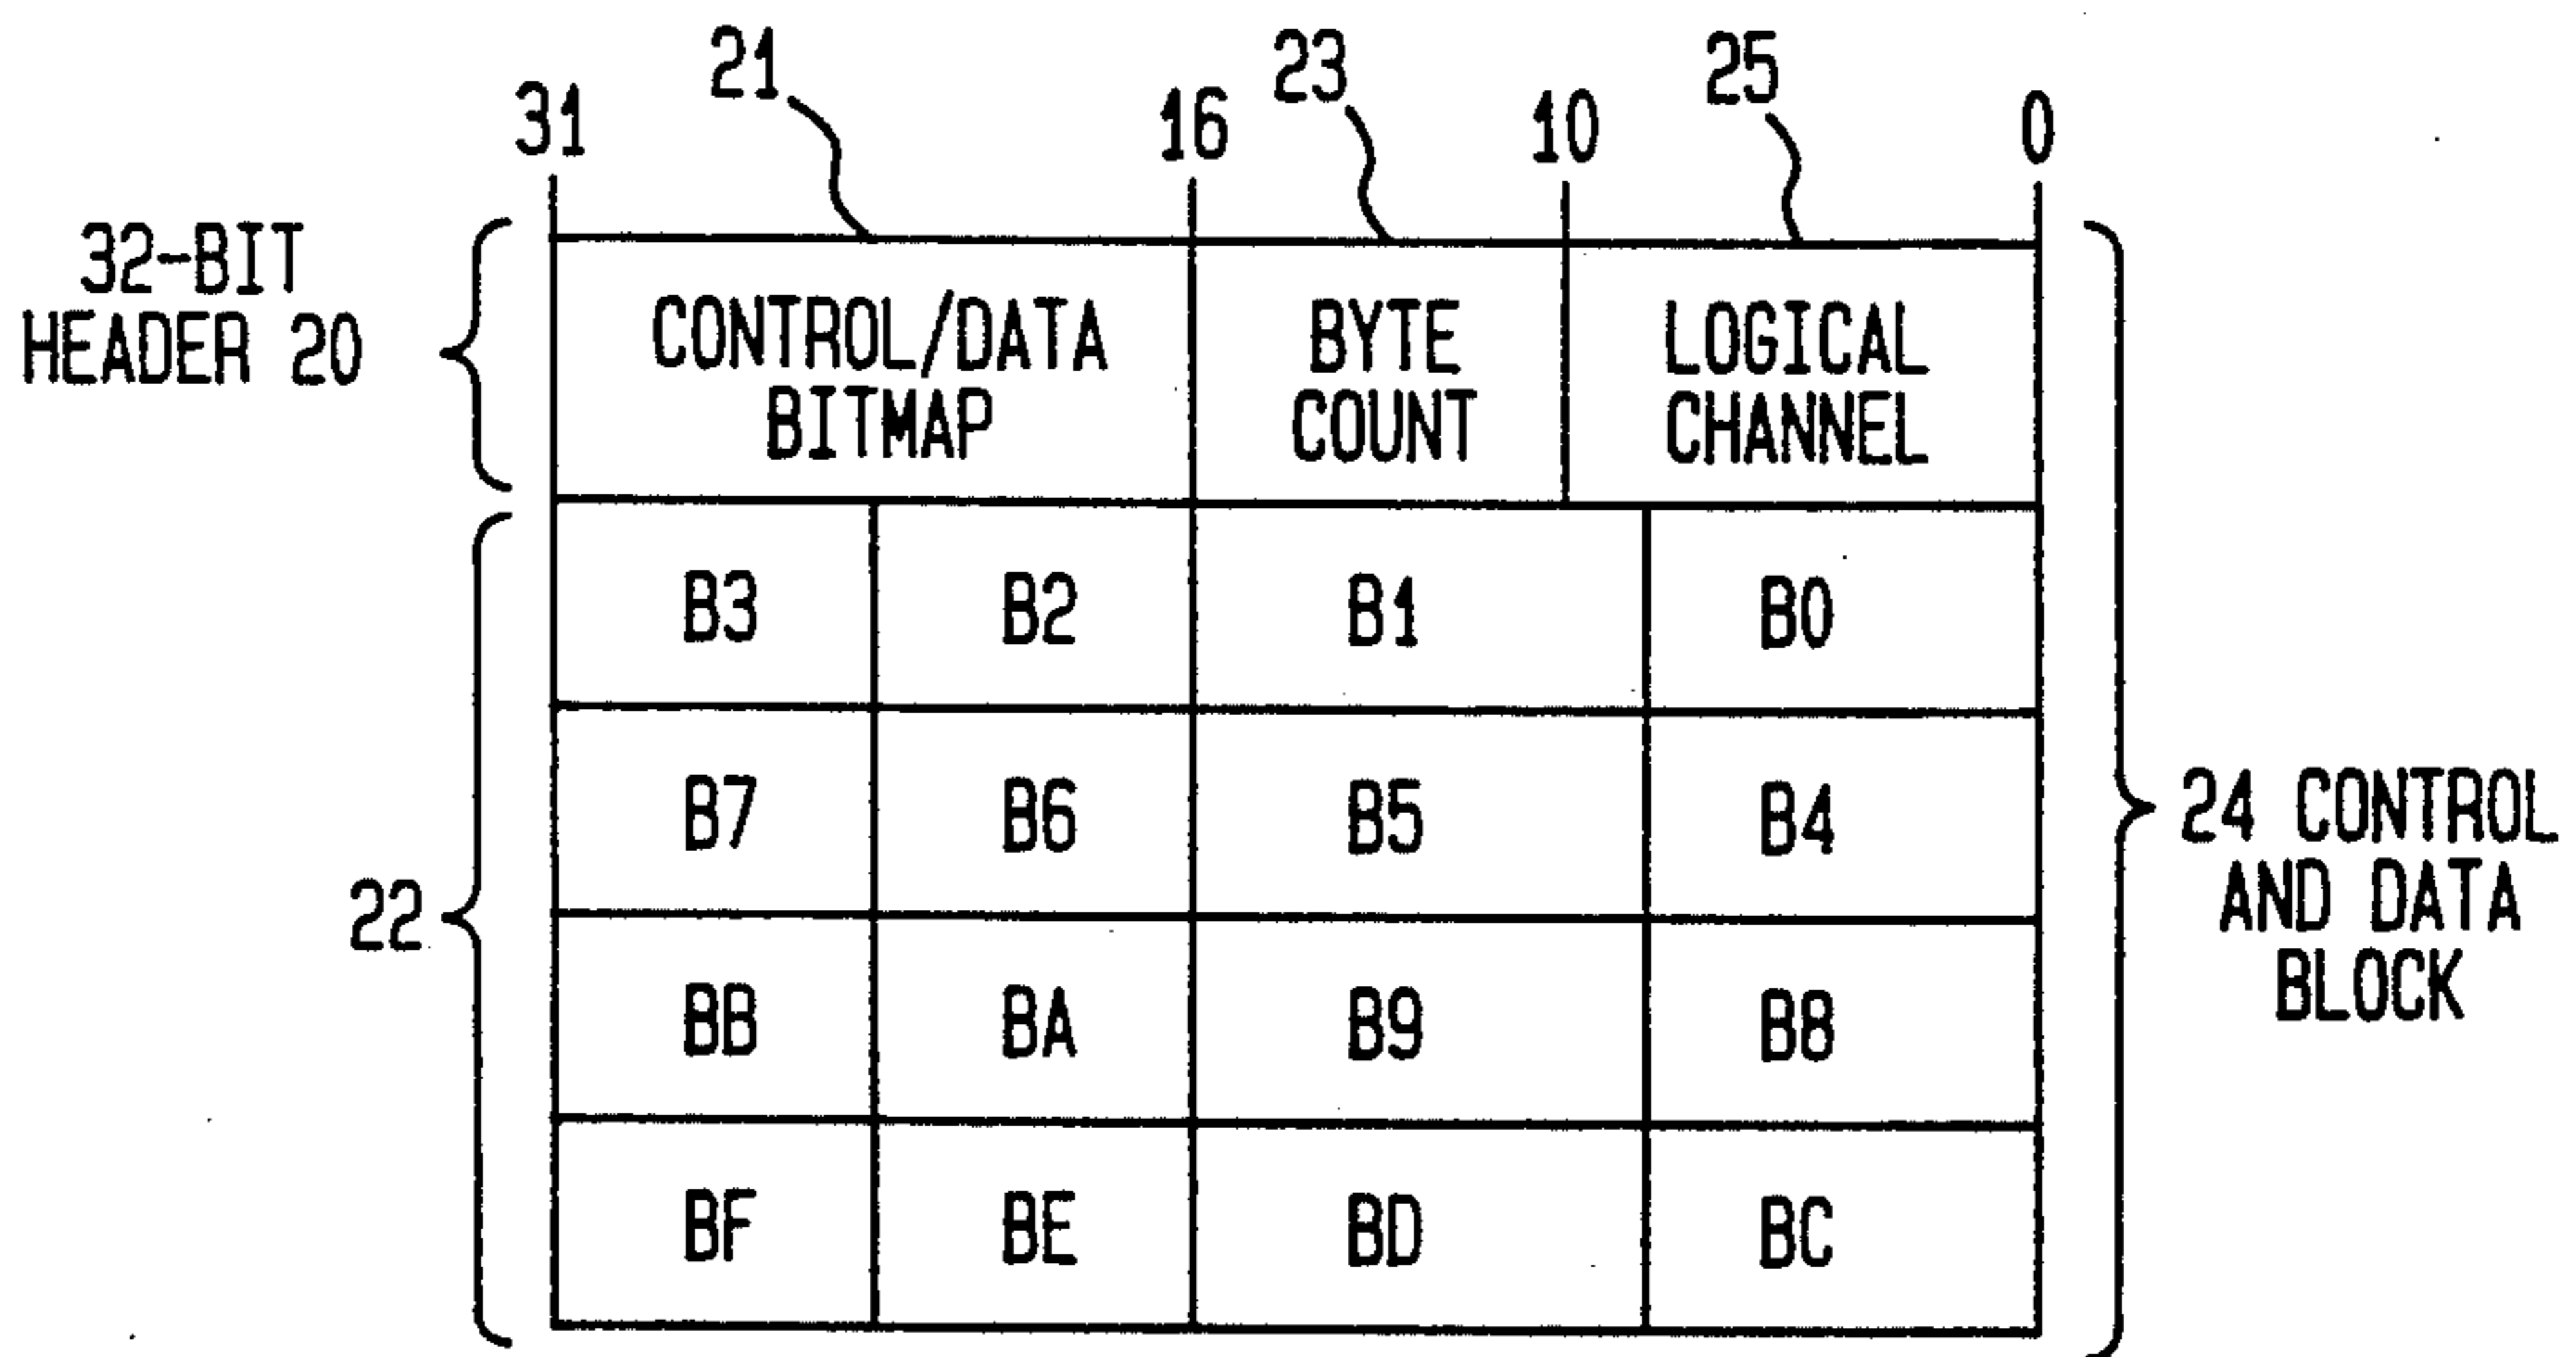 21
23
25
31
16
10
0
32-BIT
HEADER 20
CONTROL/DATA
BITMAP
BYTE
COUNT
LOGICAL
CHANNEL
B3 B2 B1 B0
B7 B6 B5 B4
22
24 CONTROL
AND DATA
BLOCK
BB BA B9 B8
BF BE BD BC